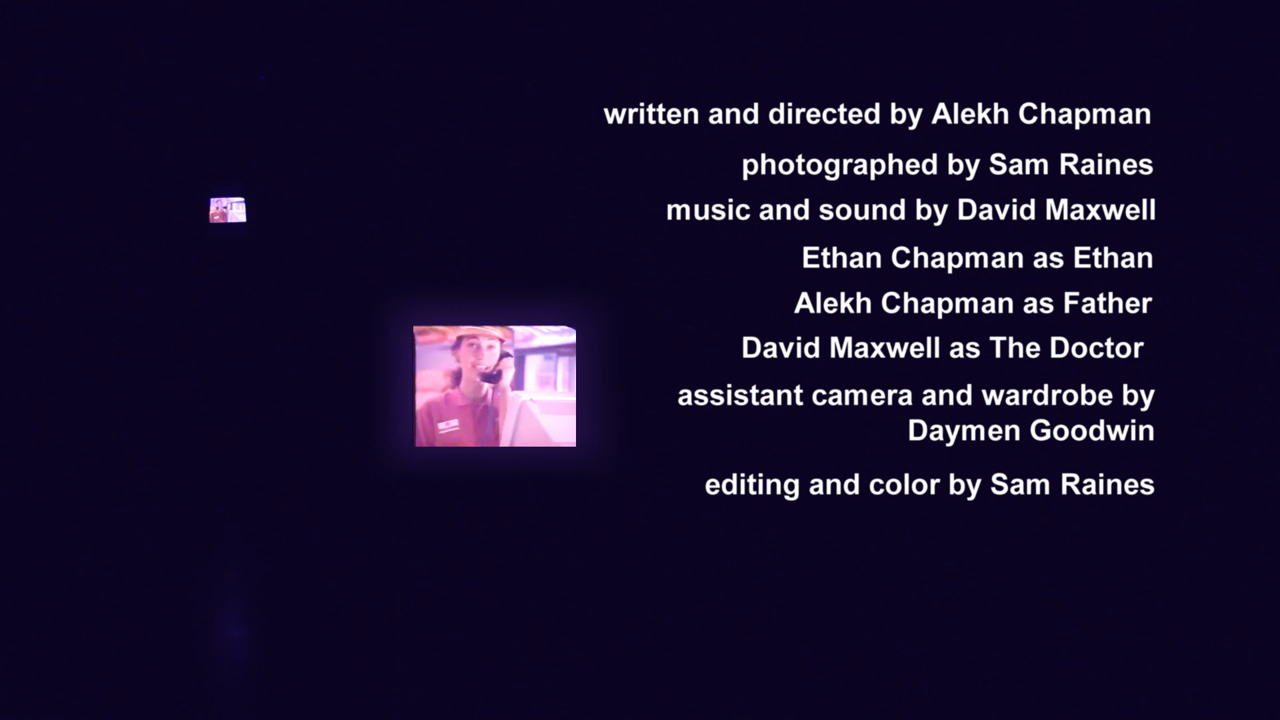 written and directed by Alekh Chapman
photographed by Sam Raines
music and sound by David Maxwell
Ethan Chapman as Ethan
Alekh Chapman as Father
David Maxwell as The Doctor
assistant camera and wardrobe by
Daymen Goodwin
editing and color by Sam Raines